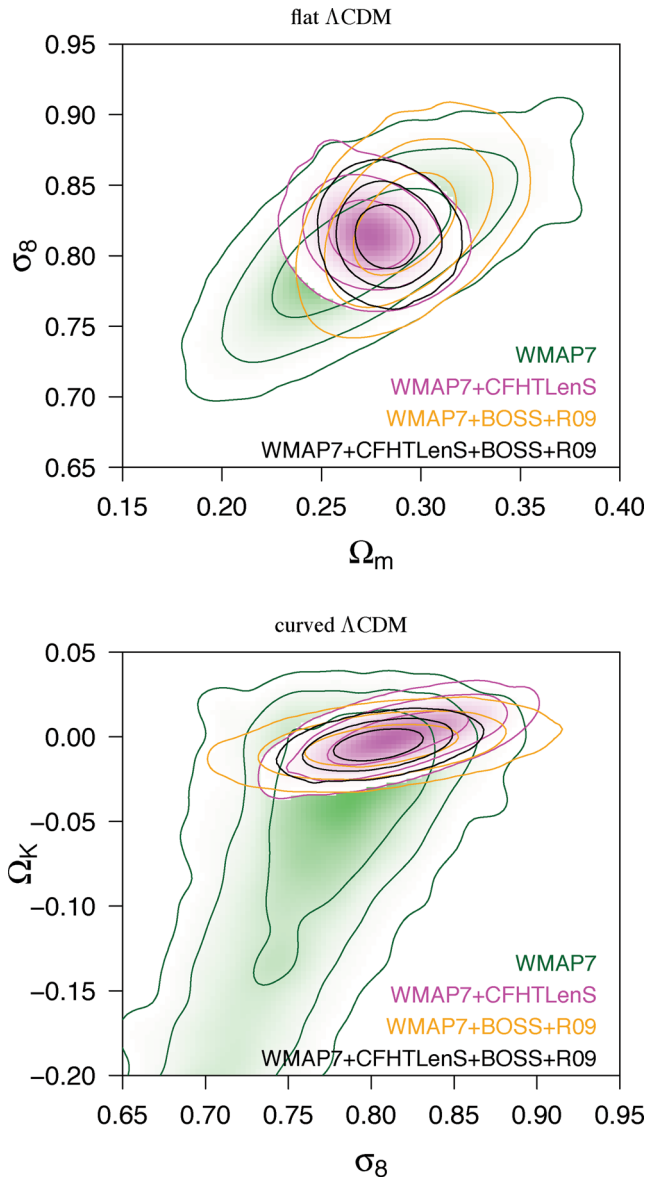 flat ΛCDM
0.95
0.90
0.85
0.80
0.75
0.70
0.65
σ8
WMAP7
WMAP7+CFHTLenS
WMAP7+BOSS+R09
WMAP7+CFHTLenS+BOSS+R09
0.15 0.20 0.25 0.30 0.35 0.40
Ωm
curved ΛCDM
0.05
0.00
−0.05
−0.10
−0.15
−0.20
ΩK
WMAP7
WMAP7+CFHTLenS
WMAP7+BOSS+R09
WMAP7+CFHTLenS+BOSS+R09
0.65 0.70 0.75 0.80 0.85 0.90 0.95
σ8